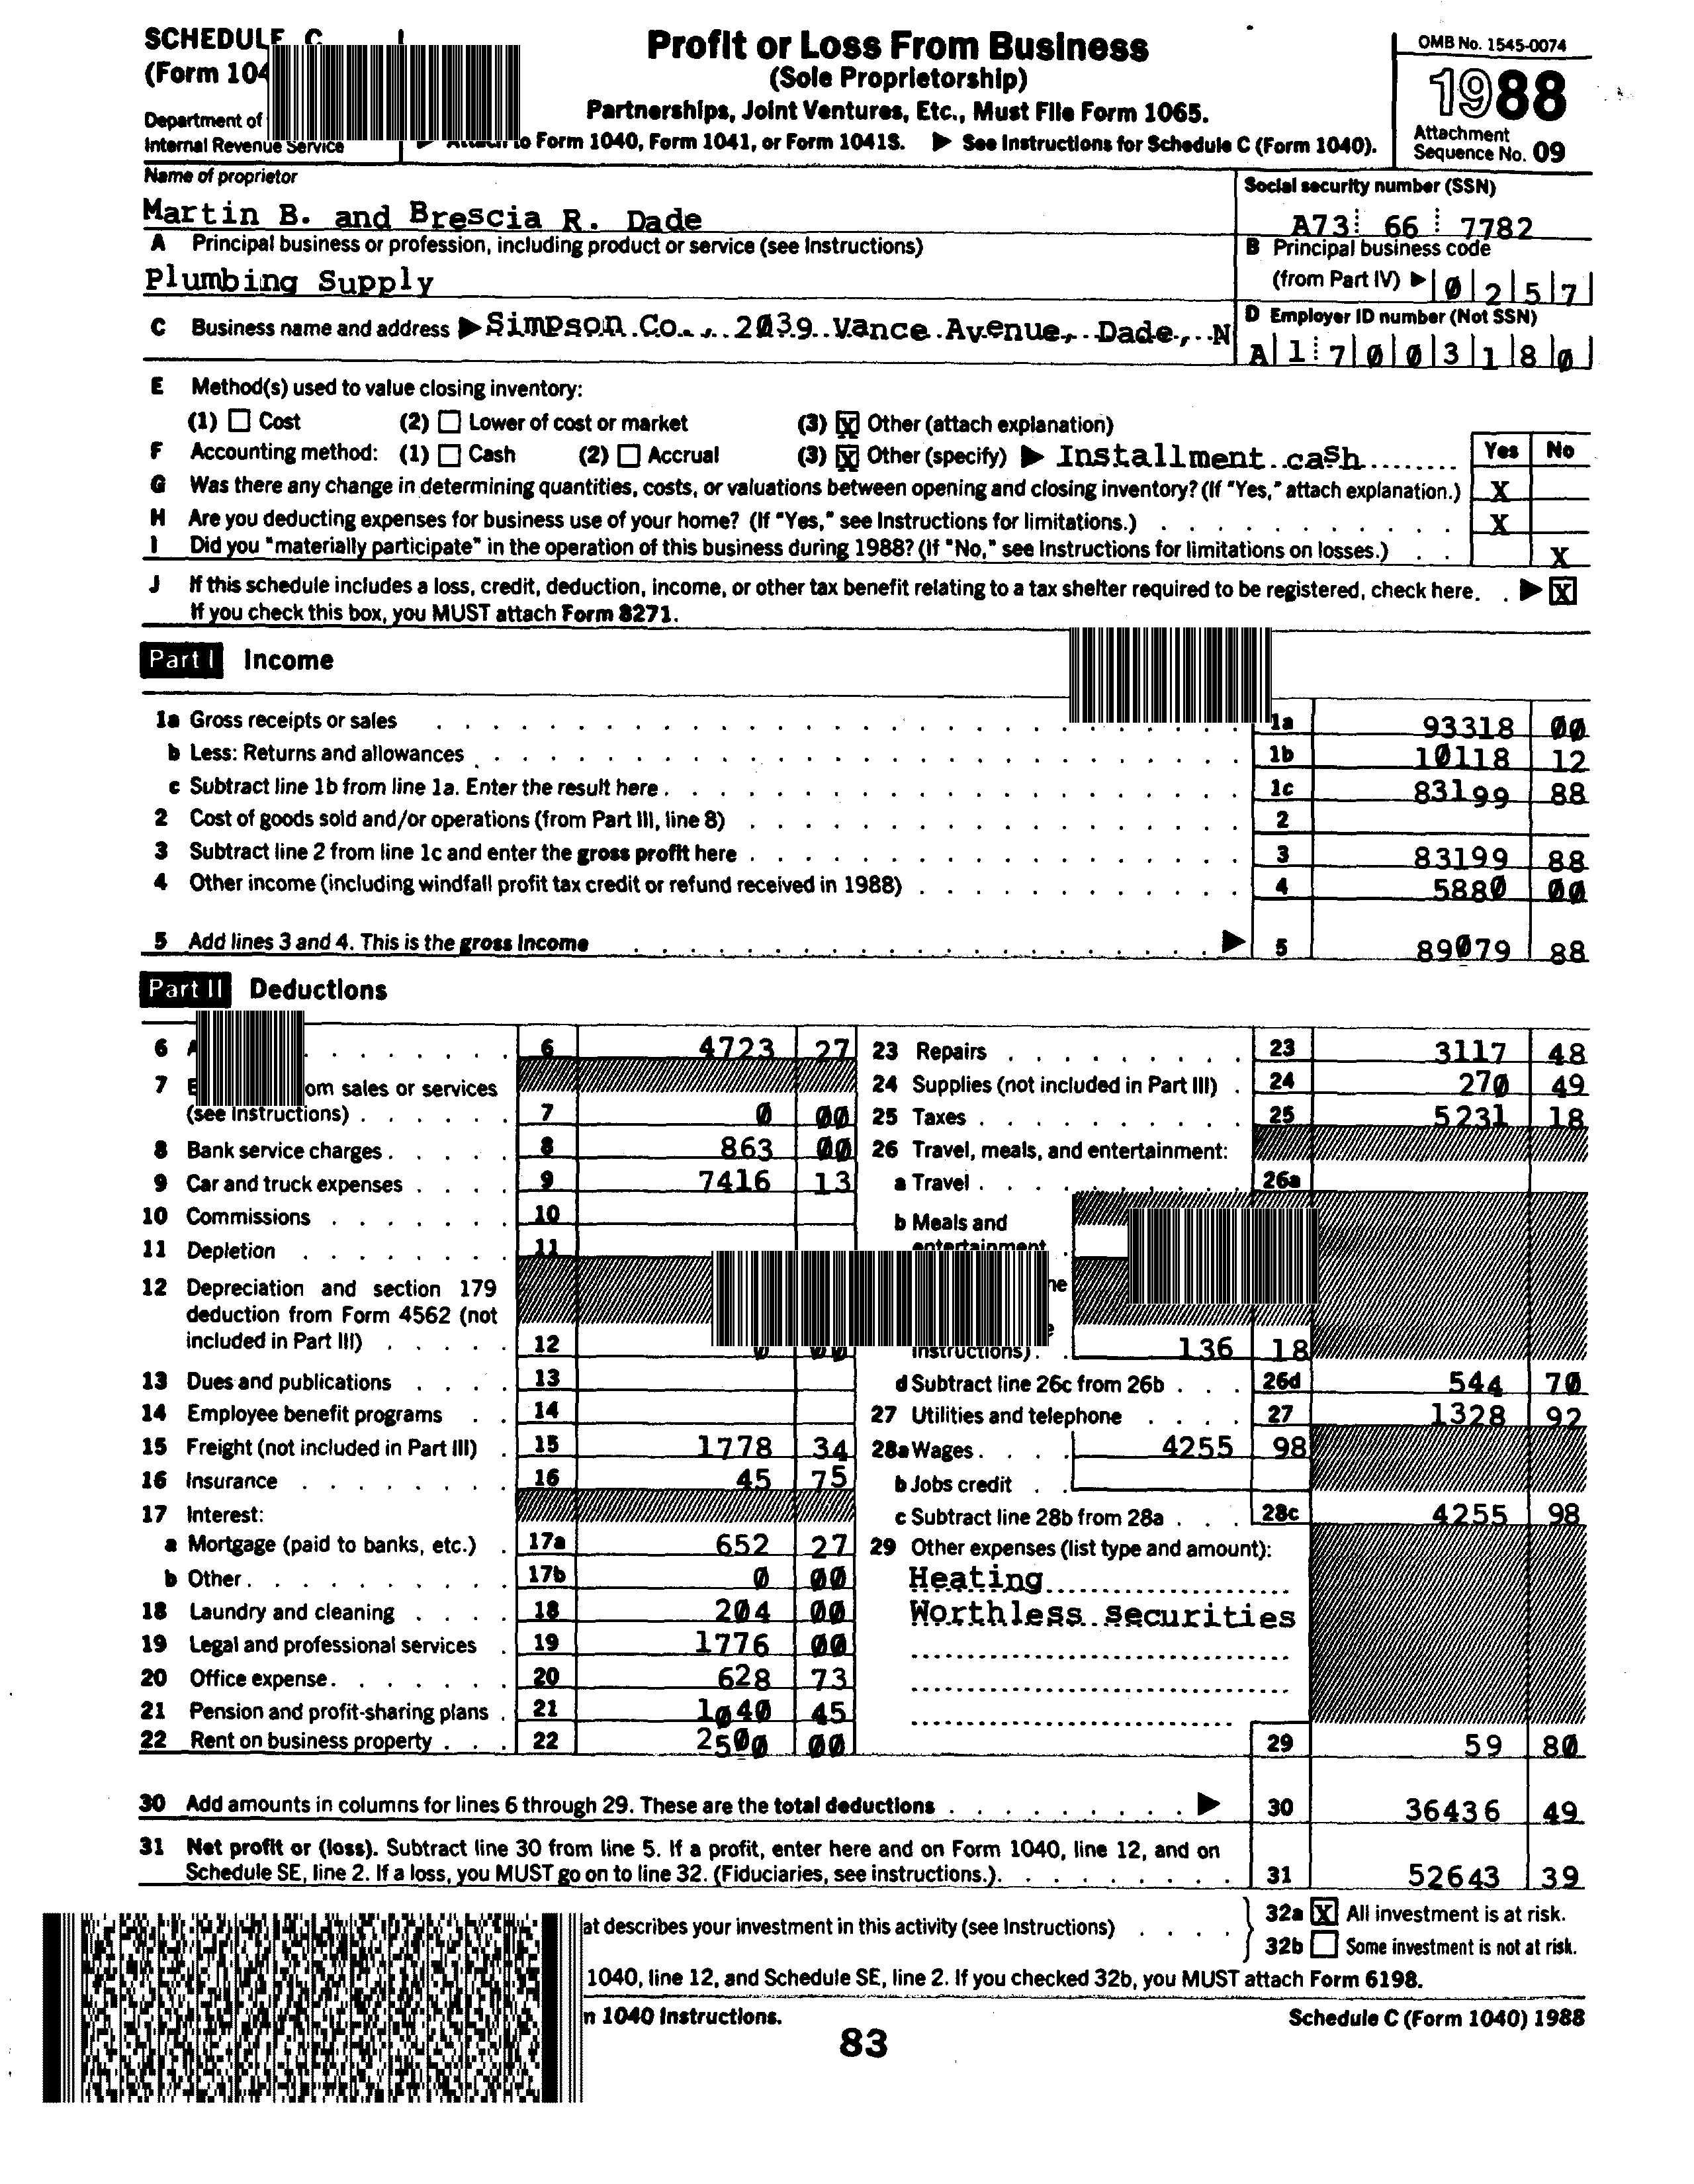 SCHEDULE C
(Form 104
Department of
Internal Revenue Service
Profit or Loss From Business
(Sole Proprietorship)
Partnerships, Joint Ventures, Etc., Must File Form 1065.
to Form 1040, Form 1041, or Form 1041S. ▶ See Instructions for Schedule C (Form 1040).
OMB No. 1545-0074
1988
Attachment
Sequence No. 09
Name of proprietor
Martin B. and Brescia R. Dade
Social security number (SSN)
A73 66 7782
A Principal business or profession, including product or service (see Instructions)
Plumbing Supply
B Principal business code
(from Part IV) ▶ 0 2 5 7
C Business name and address ▶ Simpson Co., 2039 Vance Avenue, Dade, N
D Employer ID number (Not SSN)
A 1 7 0 0 3 1 8 0
E Method(s) used to value closing inventory:
(1) ☐ Cost (2) ☐ Lower of cost or market (3) ☒ Other (attach explanation)
F Accounting method: (1) ☐ Cash (2) ☐ Accrual (3) ☒ Other (specify) ▶ Installment cash
Yes No
G Was there any change in determining quantities, costs, or valuations between opening and closing inventory? (If "Yes," attach explanation.) X
H Are you deducting expenses for business use of your home? (If "Yes," see Instructions for limitations.) X
I Did you "materially participate" in the operation of this business during 1988? (If "No," see Instructions for limitations on losses.) X
J If this schedule includes a loss, credit, deduction, income, or other tax benefit relating to a tax shelter required to be registered, check here. ▶ ☒
If you check this box, you MUST attach Form 8271.
Part I Income
1a Gross receipts or sales 1a 93318 00
b Less: Returns and allowances 1b 10118 12
c Subtract line 1b from line 1a. Enter the result here 1c 83199 88
2 Cost of goods sold and/or operations (from Part III, line 8) 2
3 Subtract line 2 from line 1c and enter the gross profit here 3 83199 88
4 Other income (including windfall profit tax credit or refund received in 1988) 4 5880 00
5 Add lines 3 and 4. This is the gross income ▶ 5 89079 88
Part II Deductions
6 6 4723 27
7
om sales or services
(see Instructions) 7 0 00
8 Bank service charges 8 863 00
9 Car and truck expenses 9 7416 13
10 Commissions 10
11 Depletion 11
12 Depreciation and section 179
deduction from Form 4562 (not
included in Part III) 12 0 00
13 Dues and publications 13
14 Employee benefit programs 14
15 Freight (not included in Part III) 15 1778 34
16 Insurance 16 45 75
17 Interest:
a Mortgage (paid to banks, etc.) 17a 652 27
b Other 17b 0 00
18 Laundry and cleaning 18 204 00
19 Legal and professional services 19 1776 00
20 Office expense 20 628 73
21 Pension and profit-sharing plans 21 1040 45
22 Rent on business property 22 2500 00
23 Repairs 23 3117 48
24 Supplies (not included in Part III) 24 270 49
25 Taxes 25 5231 18
26 Travel, meals, and entertainment:
a Travel 26a
b Meals and
entertainment
instructions) 136 18
d Subtract line 26c from 26b 26d 544 70
27 Utilities and telephone 27 1328 92
28a Wages 4255 98
b Jobs credit
c Subtract line 28b from 28a 28c 4255 98
29 Other expenses (list type and amount):
Heating
Worthless securities
29 59 80
30 Add amounts in columns for lines 6 through 29. These are the total deductions ▶ 30 36436 49
31 Net profit or (loss). Subtract line 30 from line 5. If a profit, enter here and on Form 1040, line 12, and on
Schedule SE, line 2. If a loss, you MUST go on to line 32. (Fiduciaries, see instructions.) 31 52643 39
at describes your investment in this activity (see Instructions)
32a ☒ All investment is at risk.
32b ☐ Some investment is not at risk.
1040, line 12, and Schedule SE, line 2. If you checked 32b, you MUST attach Form 6198.
n 1040 Instructions.
Schedule C (Form 1040) 1988
83